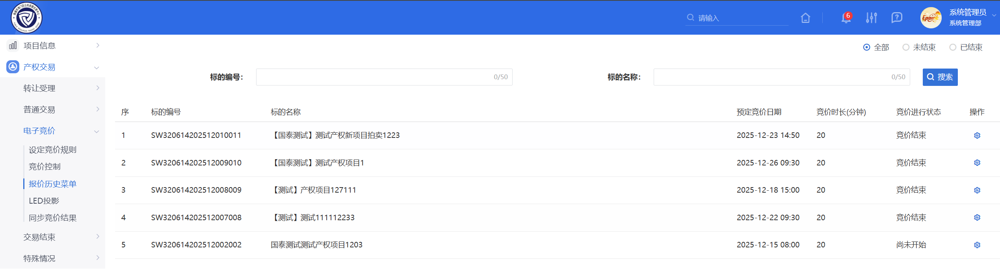 请输入
6
Epoint
系统管理员
系统管理部
项目信息
产权交易
转让受理
普通交易
电子竞价
设定竞价规则
竞价控制
报价历史菜单
LED投影
同步竞价结果
交易结束
特殊情况
全部 未结束 已结束
标的编号： 0/50 标的名称： 0/50 搜索
序 标的编号 标的名称 预定竞价日期 竞价时长(分钟) 竞价进行状态 操作
1 SW320614202512010011 【国泰测试】测试产权新项目拍卖1223 2025-12-23 14:50 20 竞价结束
2 SW320614202512009010 【国泰测试】测试产权项目1 2025-12-26 09:30 20 竞价结束
3 SW320614202512008009 【测试】产权项目127111 2025-12-18 15:00 20 竞价结束
4 SW320614202512007008 【测试】测试111112233 2025-12-22 09:30 20 竞价结束
5 SW320614202512002002 国泰测试测试产权项目1203 2025-12-15 08:00 20 尚未开始